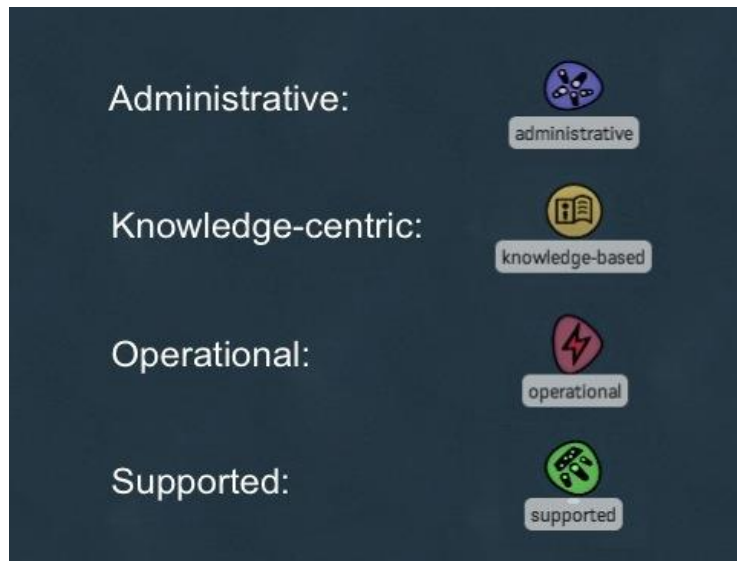 Administrative:
administrative
Knowledge-centric:
knowledge-based
Operational:
operational
Supported:
supported